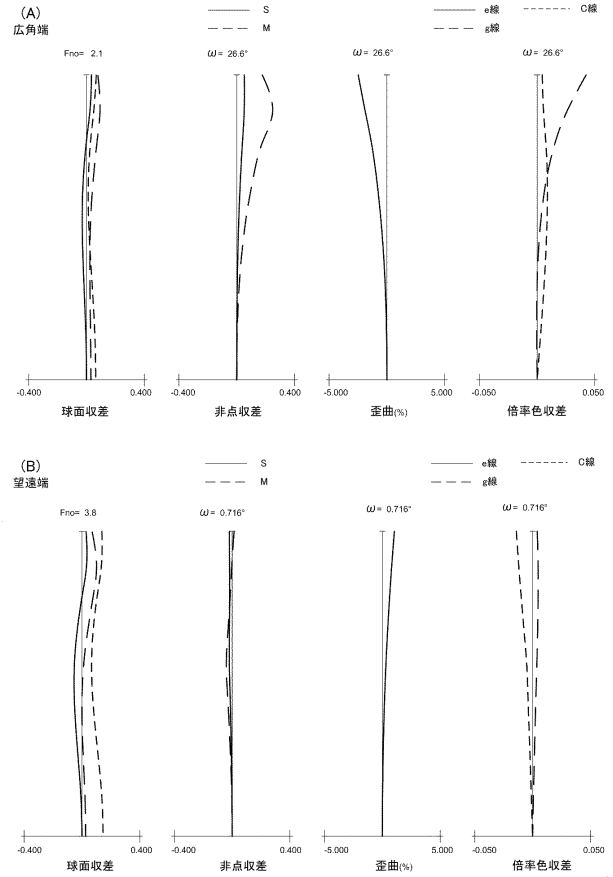 (A)
広角端
S
M
e線
g線
C線
Fno= 2.1
ω= 26.6°
ω= 26.6°
ω= 26.6°
-0.400 0.400
-0.400 0.400
-5.000 5.000
-0.050 0.050
球面収差
非点収差
歪曲(%)
倍率色収差
(B)
望遠端
S
M
e線
g線
C線
Fno= 3.8
ω= 0.716°
ω= 0.716°
ω= 0.716°
-0.400 0.400
-0.400 0.400
-5.000 5.000
-0.050 0.050
球面収差
非点収差
歪曲(%)
倍率色収差